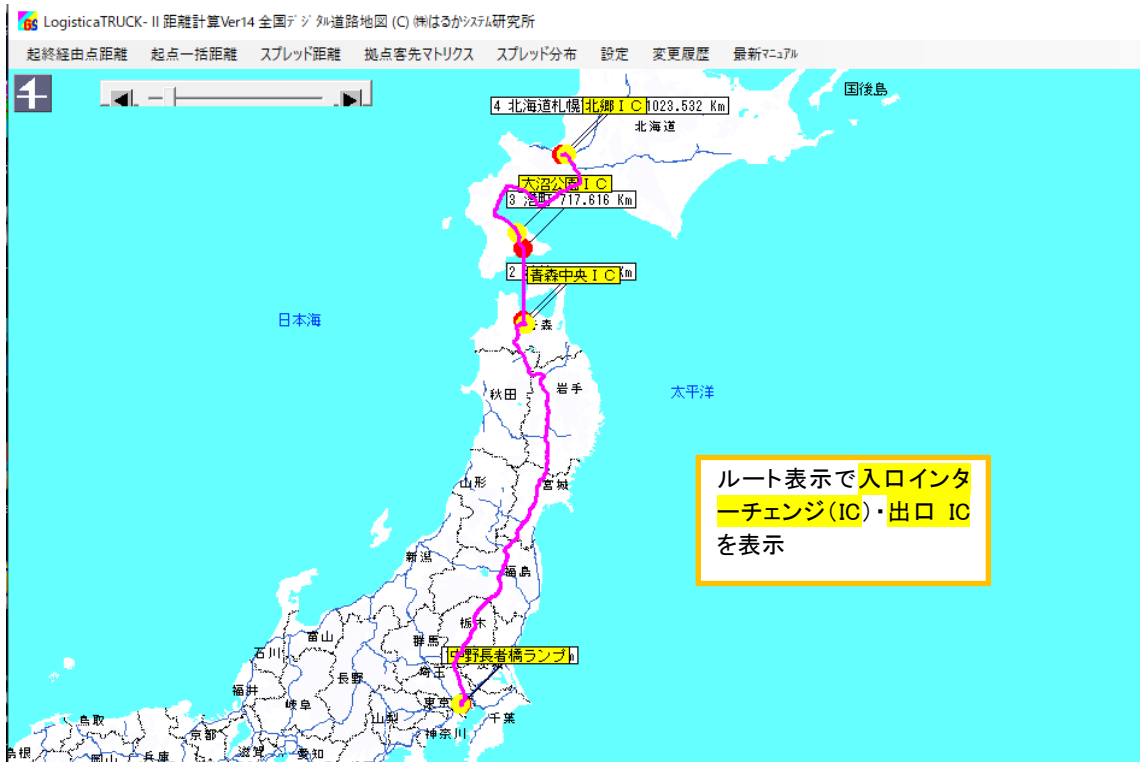 LogisticaTRUCK-II 距離計算Ver14 全国デジタル道路地図 (C) ㈱はるかシステム研究所
起終経由点距離 起点一括距離 スプレッド距離 拠点客先マトリクス スプレッド分布 設定 変更履歴 最新マニュアル
国後島
4 北海道札幌 北郷IC 1023.532 Km
北海道
大沼公園IC
3 港町 717.616 Km
2 青森中央IC Km
日本海
森
秋田 岩手
太平洋
ルート表示で入口インタ
ーチェンジ(IC)・出口 IC
を表示
山形 宮城
新潟
福島
栃木
富山 群馬
石川
中野長者橋ランプ
長野 埼玉
福井
岐阜 東京
山梨 千葉
鳥取
京都 神奈川
島根 岡山 兵庫 滋賀 愛知